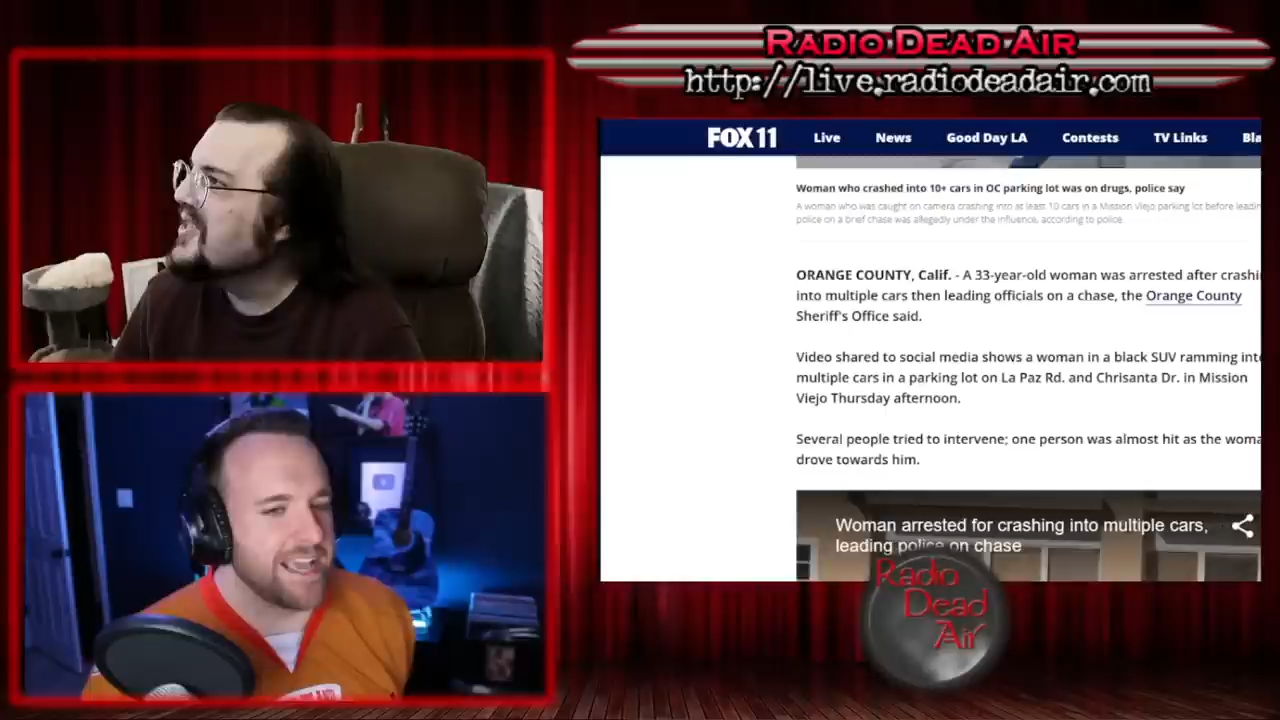 Radio Dead Air
http://live.radiodeadair.com
FOX 11 Live News Good Day LA Contests TV Links Bla
Woman who crashed into 10+ cars in OC parking lot was on drugs, police say
A woman who was caught on camera crashing into at least 10 cars in a Mission Viejo parking lot before leadin
police on a brief chase was allegedly under the influence, according to police.
ORANGE COUNTY, Calif. - A 33-year-old woman was arrested after crashi
into multiple cars then leading officials on a chase, the Orange County
Sheriff's Office said.
Video shared to social media shows a woman in a black SUV ramming into
multiple cars in a parking lot on La Paz Rd. and Chrisanta Dr. in Mission
Viejo Thursday afternoon.
Several people tried to intervene; one person was almost hit as the woma
drove towards him.
Woman arrested for crashing into multiple cars,
leading police on chase
Radio
Dead
Air